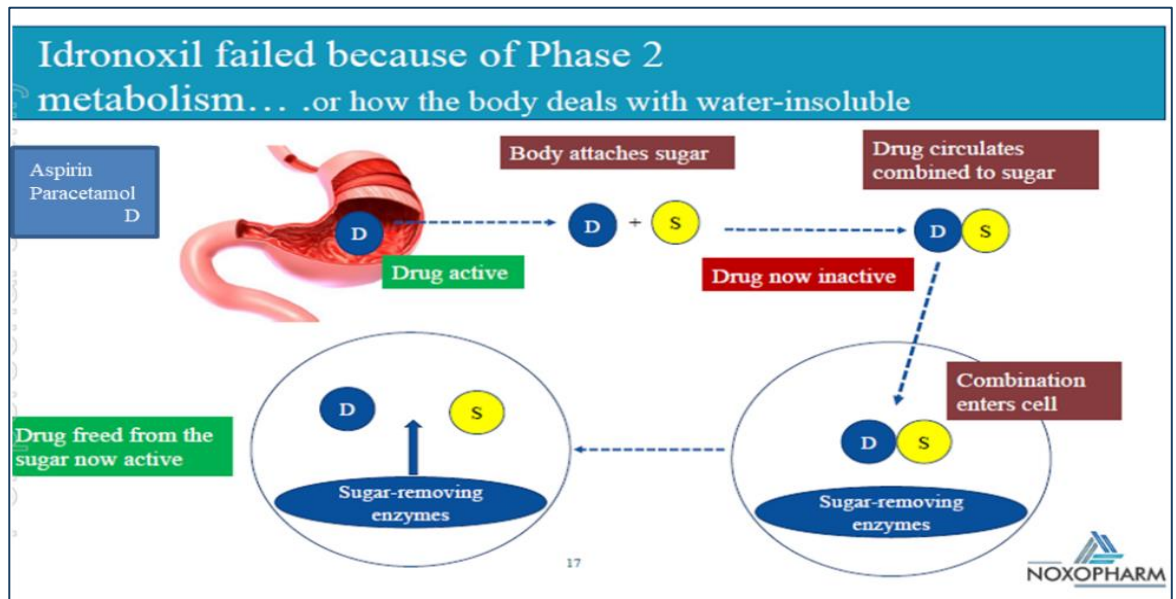 Idronoxil failed because of Phase 2
metabolism… .or how the body deals with water-insoluble
Aspirin
Paracetamol
D
Body attaches sugar
Drug circulates
combined to sugar
D
D + S
D S
Drug active
Drug now inactive
Combination
enters cell
D S
D S
Drug freed from the
sugar now active
Sugar-removing
enzymes
Sugar-removing
enzymes
17
NOXOPHARM